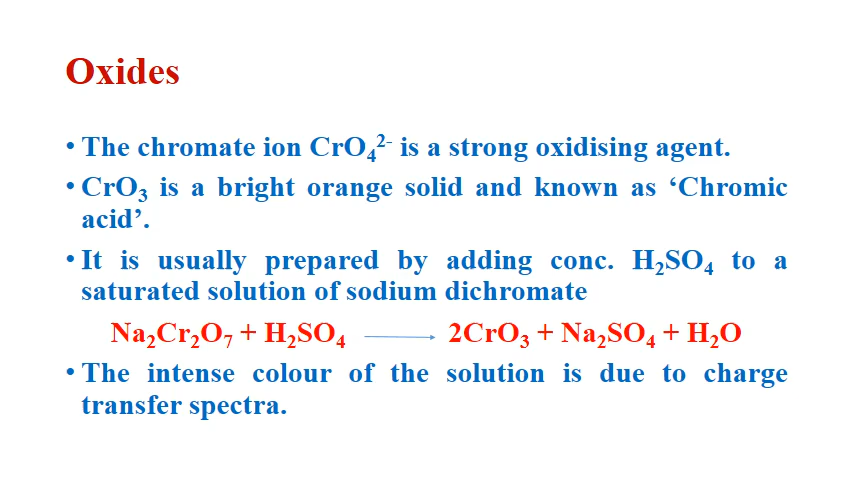 Oxides
• The chromate ion CrO₄²⁻ is a strong oxidising agent.
• CrO₃ is a bright orange solid and known as ‘Chromic
acid’.
• It is usually prepared by adding conc. H₂SO₄ to a
saturated solution of sodium dichromate
Na₂Cr₂O₇ + H₂SO₄ ⟶ 2CrO₃ + Na₂SO₄ + H₂O
• The intense colour of the solution is due to charge
transfer spectra.